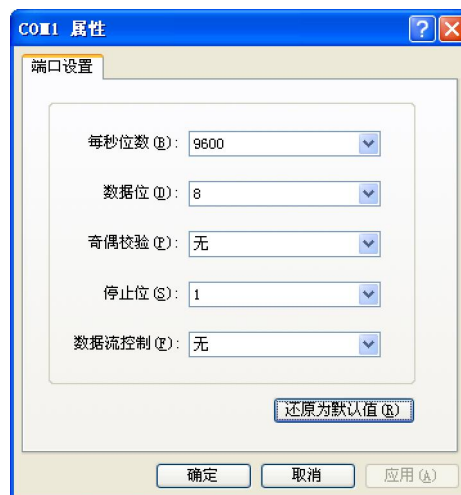 COM1 属性
端口设置
每秒位数(B): 9600
数据位(D): 8
奇偶校验(P): 无
停止位(S): 1
数据流控制(F): 无
还原为默认值(R)
确定 取消 应用(A)